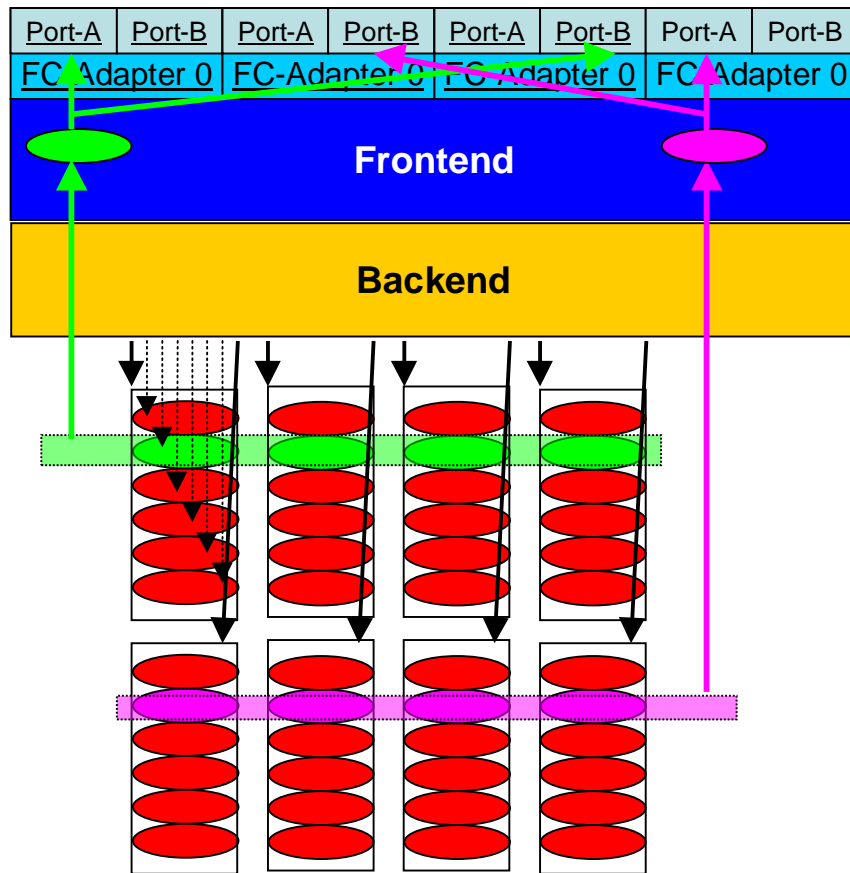 Port-A Port-B Port-A Port-B Port-A Port-B Port-A Port-B
FC-Adapter 0 FC-Adapter 0 FC-Adapter 0 FC-Adapter 0
Frontend
Backend